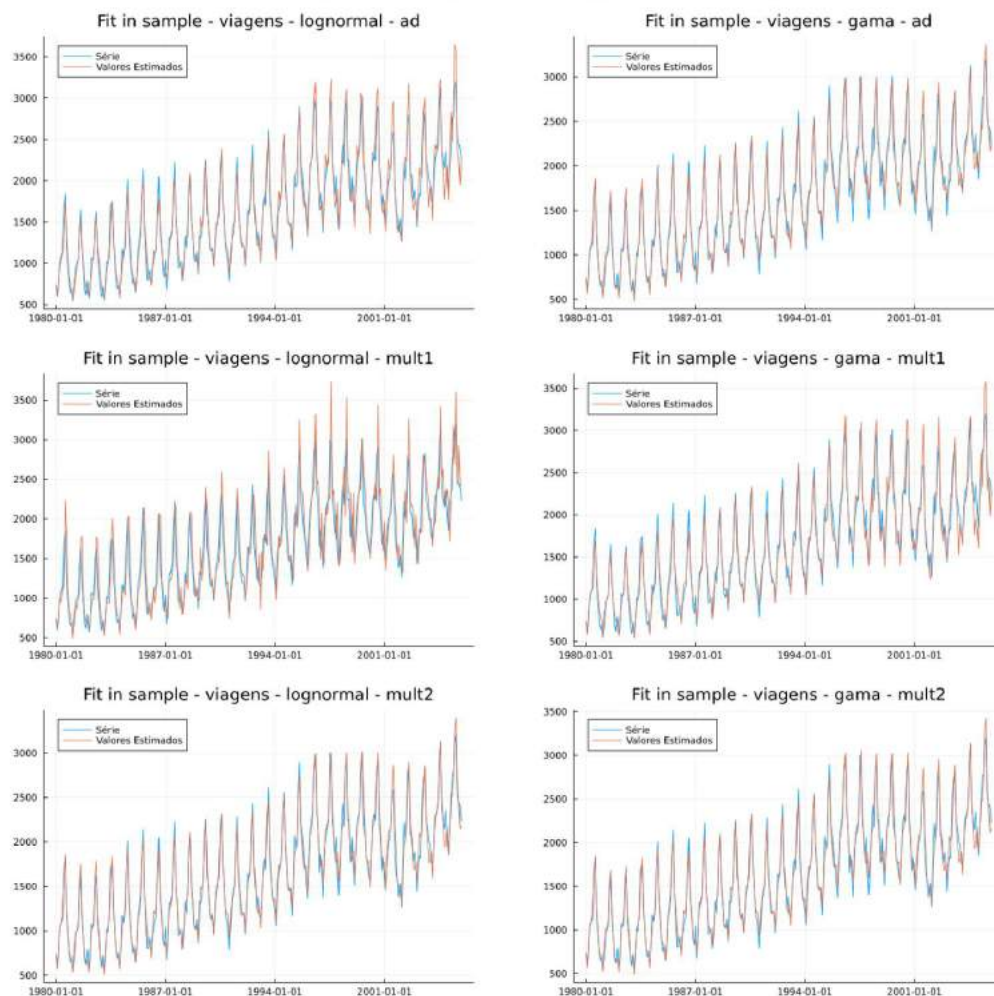 Fit in sample - viagens - lognormal - ad
Série
Valores Estimados
3500
3000
2500
2000
1500
1000
500
1980-01-01 1987-01-01 1994-01-01 2001-01-01
Fit in sample - viagens - gama - ad
Série
Valores Estimados
3000
2500
2000
1500
1000
500
1980-01-01 1987-01-01 1994-01-01 2001-01-01
Fit in sample - viagens - lognormal - mult1
Série
Valores Estimados
3500
3000
2500
2000
1500
1000
500
1980-01-01 1987-01-01 1994-01-01 2001-01-01
Fit in sample - viagens - gama - mult1
Série
Valores Estimados
3500
3000
2500
2000
1500
1000
500
1980-01-01 1987-01-01 1994-01-01 2001-01-01
Fit in sample - viagens - lognormal - mult2
Série
Valores Estimados
3000
2500
2000
1500
1000
500
1980-01-01 1987-01-01 1994-01-01 2001-01-01
Fit in sample - viagens - gama - mult2
Série
Valores Estimados
3500
3000
2500
2000
1500
1000
500
1980-01-01 1987-01-01 1994-01-01 2001-01-01